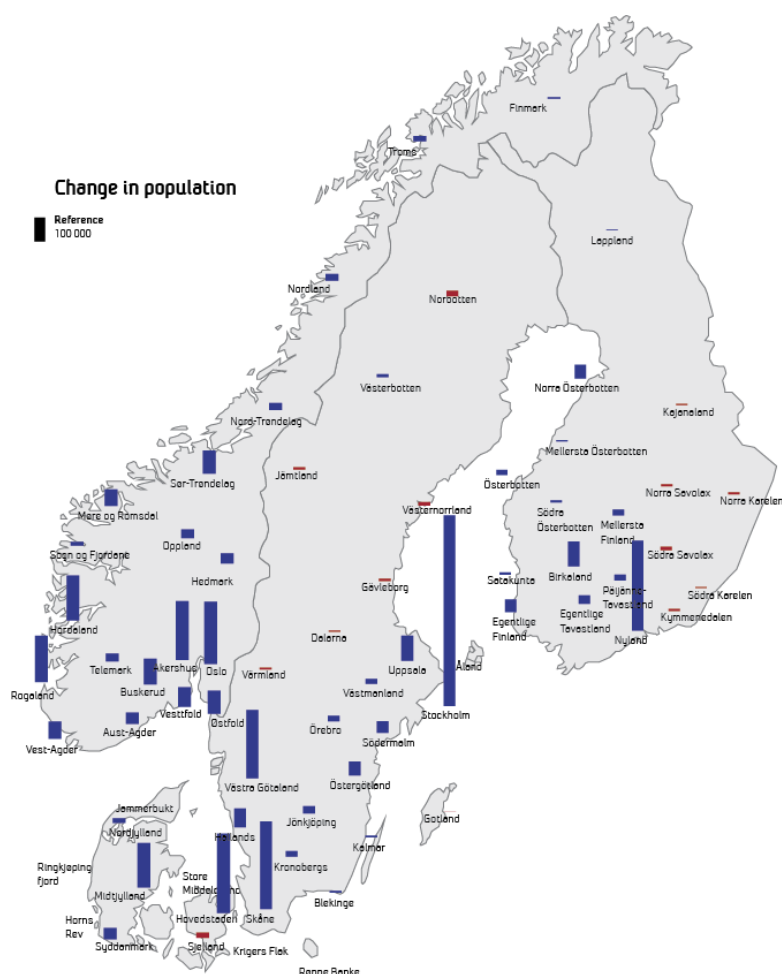 Finmark
Troms
Change in population
Reference
100 000
Lappland
Nordland
Norbotten
Västerbotten
Norra Österbotten
Kajanaland
Nord-Trøndelag
Mellersta Österbotten
Sør-Trøndelag
Jämtland
Österbotten
Norra Savolax
Norra Karelen
Møre og Romsdal
Västernorrland
Södra
Österbotten
Mellersta
Finland
Oppland
Sogn og Fjordane
Hedmark
Södra Savolax
Birkaland
Satakunta
Gävleborg
Päijänne-
Tavastland
Södra Karelen
Hordaland
Egentlige
Finland
Egentlige
Tavastland
Kymmenedalen
Dalarna
Nyland
Telemark
Akershus
Oslo
Värmland
Uppsala
Åland
Rogaland
Buskerud
Västmanland
Vesttfold
Østfold
Stockholm
Aust-Agder
Örebro
Södermalm
Vest-Agder
Västra Götaland
Östergötland
Jammerbukt
Nordjylland
Hallands
Jönköping
Gotland
Kalmar
Ringkjøping
fjord
Store
Kronobergs
Midtjylland
Blekinge
Horns
Rev
Hovedstaden
Skåne
Syddanmark
Sjelland
Krigers Flak
Rønne Banke